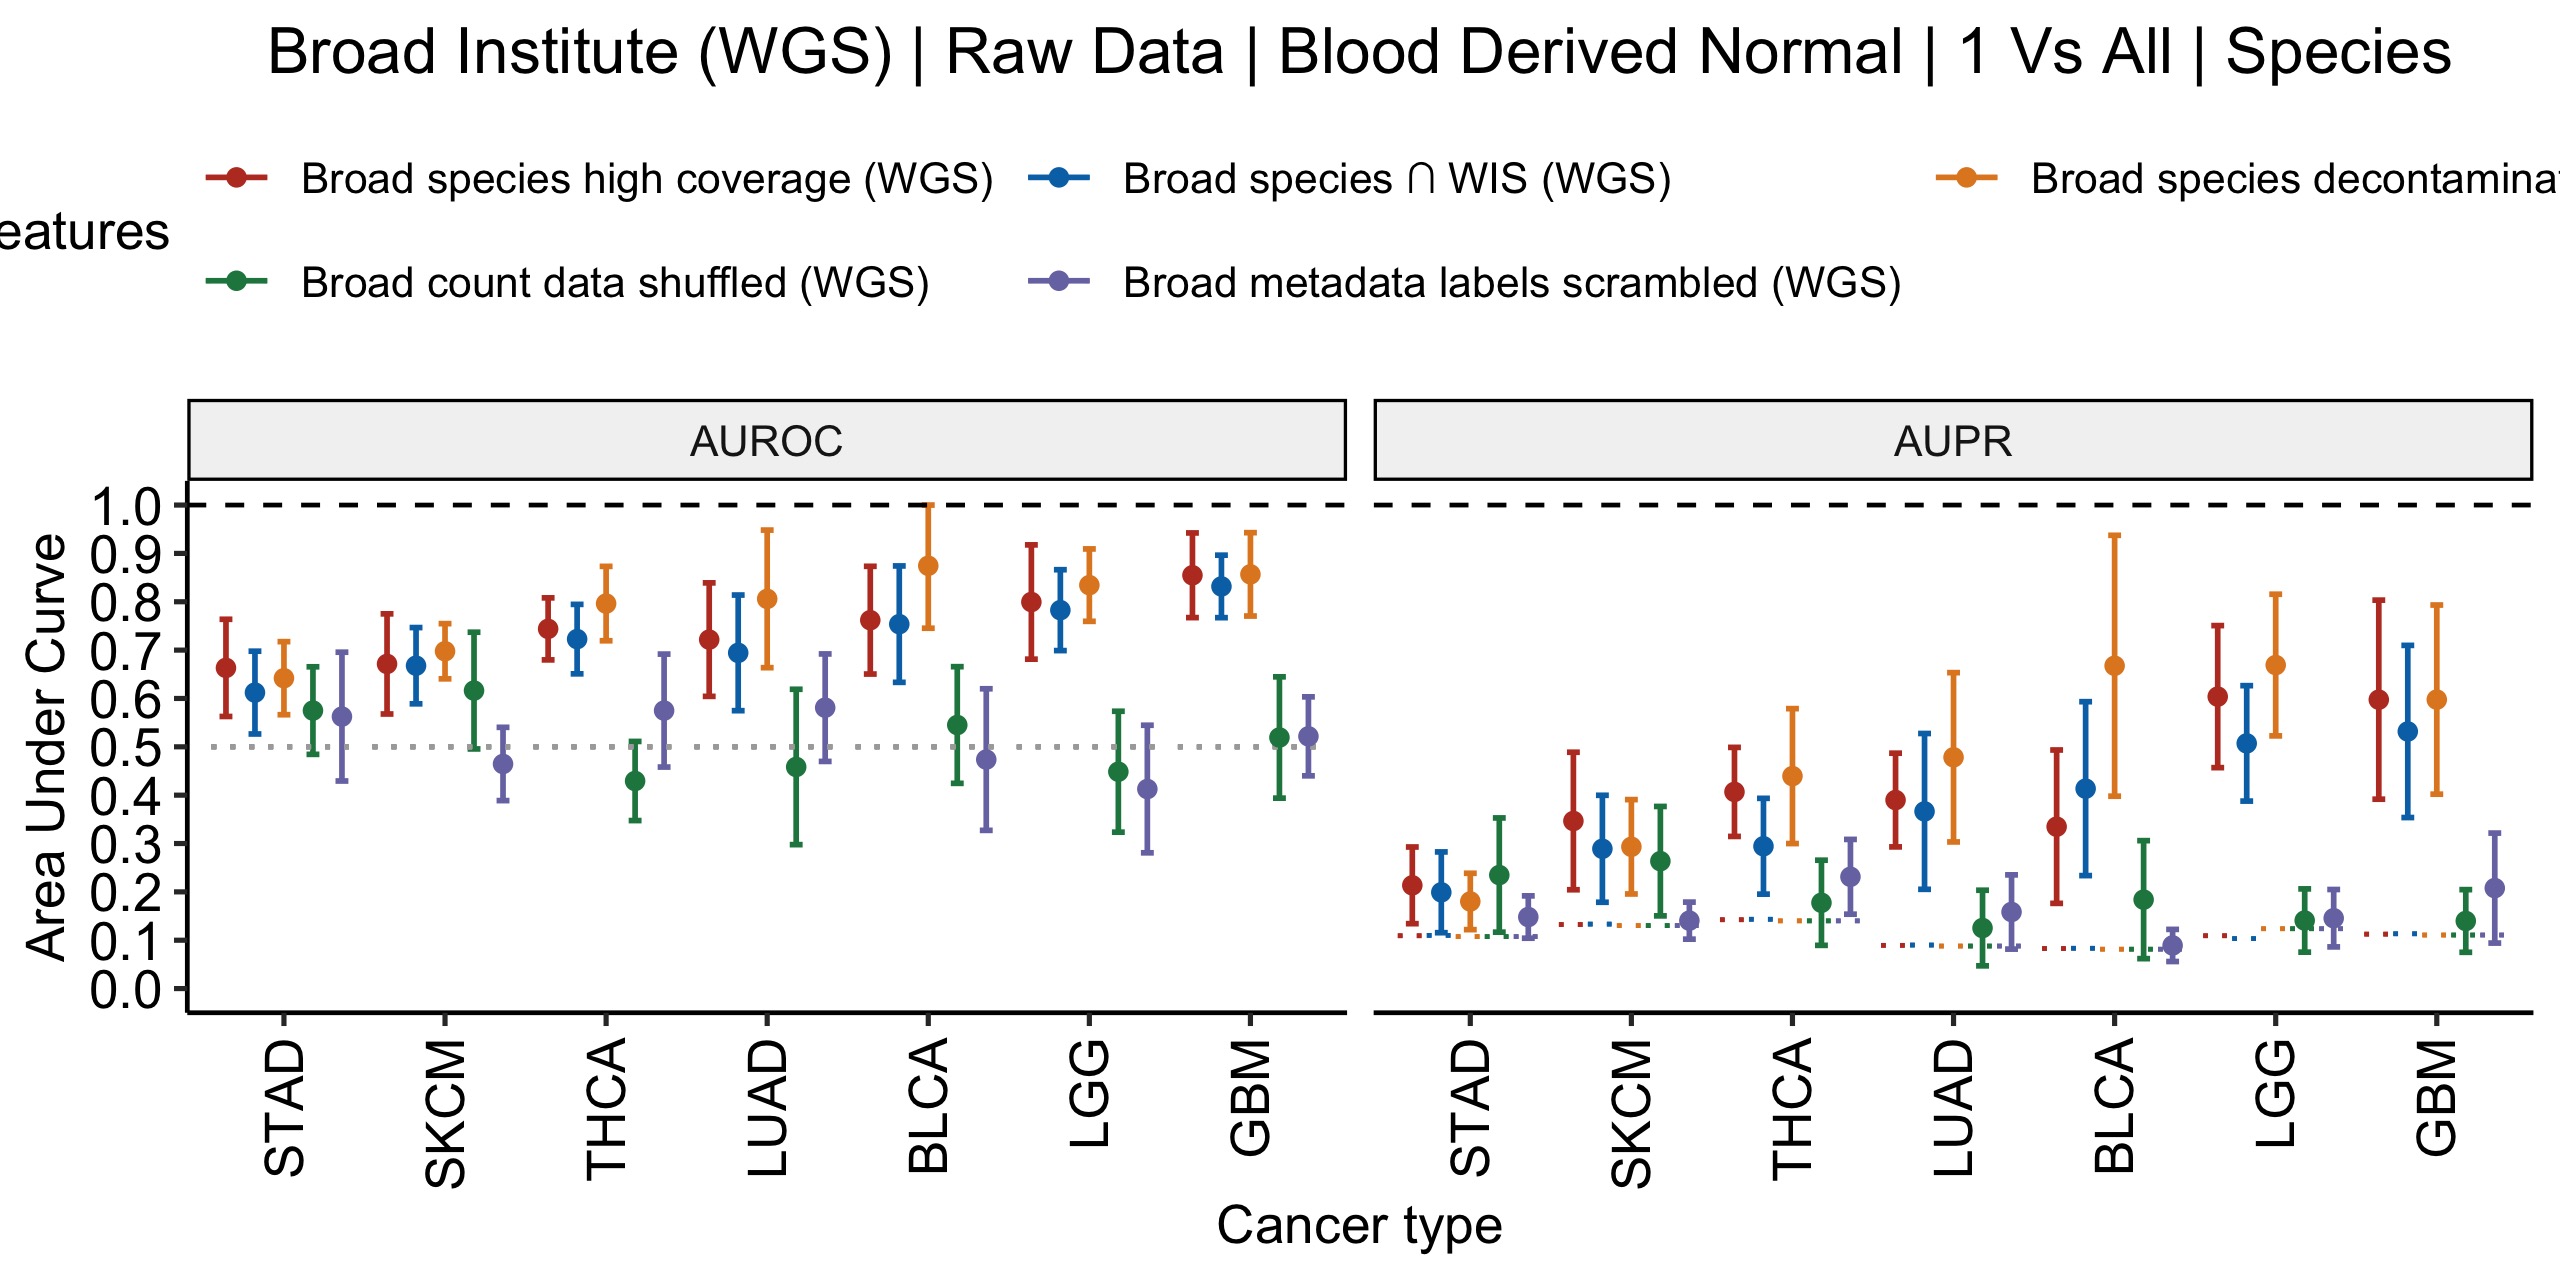 Broad Institute (WGS) | Raw Data | Blood Derived Normal | 1 Vs All | Species
Broad species high coverage (WGS)
Broad species ∩ WIS (WGS)
Broad species
eatures
Broad count data shuffled (WGS)
Broad metadata labels scrambled (WGS)
AUROC
AUPR
Area Under Curve
1.0
0.9
0.8
0.7
0.6
0.5
0.4
0.3
0.2
0.1
0.0
STAD
SKCM
THCA
LUAD
BLCA
LGG
GBM
STAD
SKCM
THCA
LUAD
BLCA
LGG
GBM
Cancer type